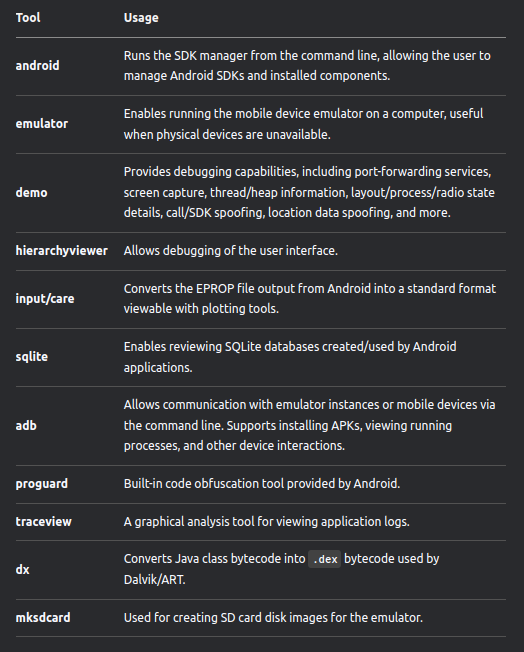 Tool Usage
android Runs the SDK manager from the command line, allowing the user to
manage Android SDKs and installed components.
emulator Enables running the mobile device emulator on a computer, useful
when physical devices are unavailable.
demo Provides debugging capabilities, including port-forwarding services,
screen capture, thread/heap information, layout/process/radio state
details, call/SDK spoofing, location data spoofing, and more.
hierarchyviewer Allows debugging of the user interface.
input/care Converts the EPROP file output from Android into a standard format
viewable with plotting tools.
sqlite Enables reviewing SQLite databases created/used by Android
applications.
adb Allows communication with emulator instances or mobile devices via
the command line. Supports installing APKs, viewing running
processes, and other device interactions.
proguard Built-in code obfuscation tool provided by Android.
traceview A graphical analysis tool for viewing application logs.
dx Converts Java class bytecode into .dex bytecode used by
Dalvik/ART.
mksdcard Used for creating SD card disk images for the emulator.